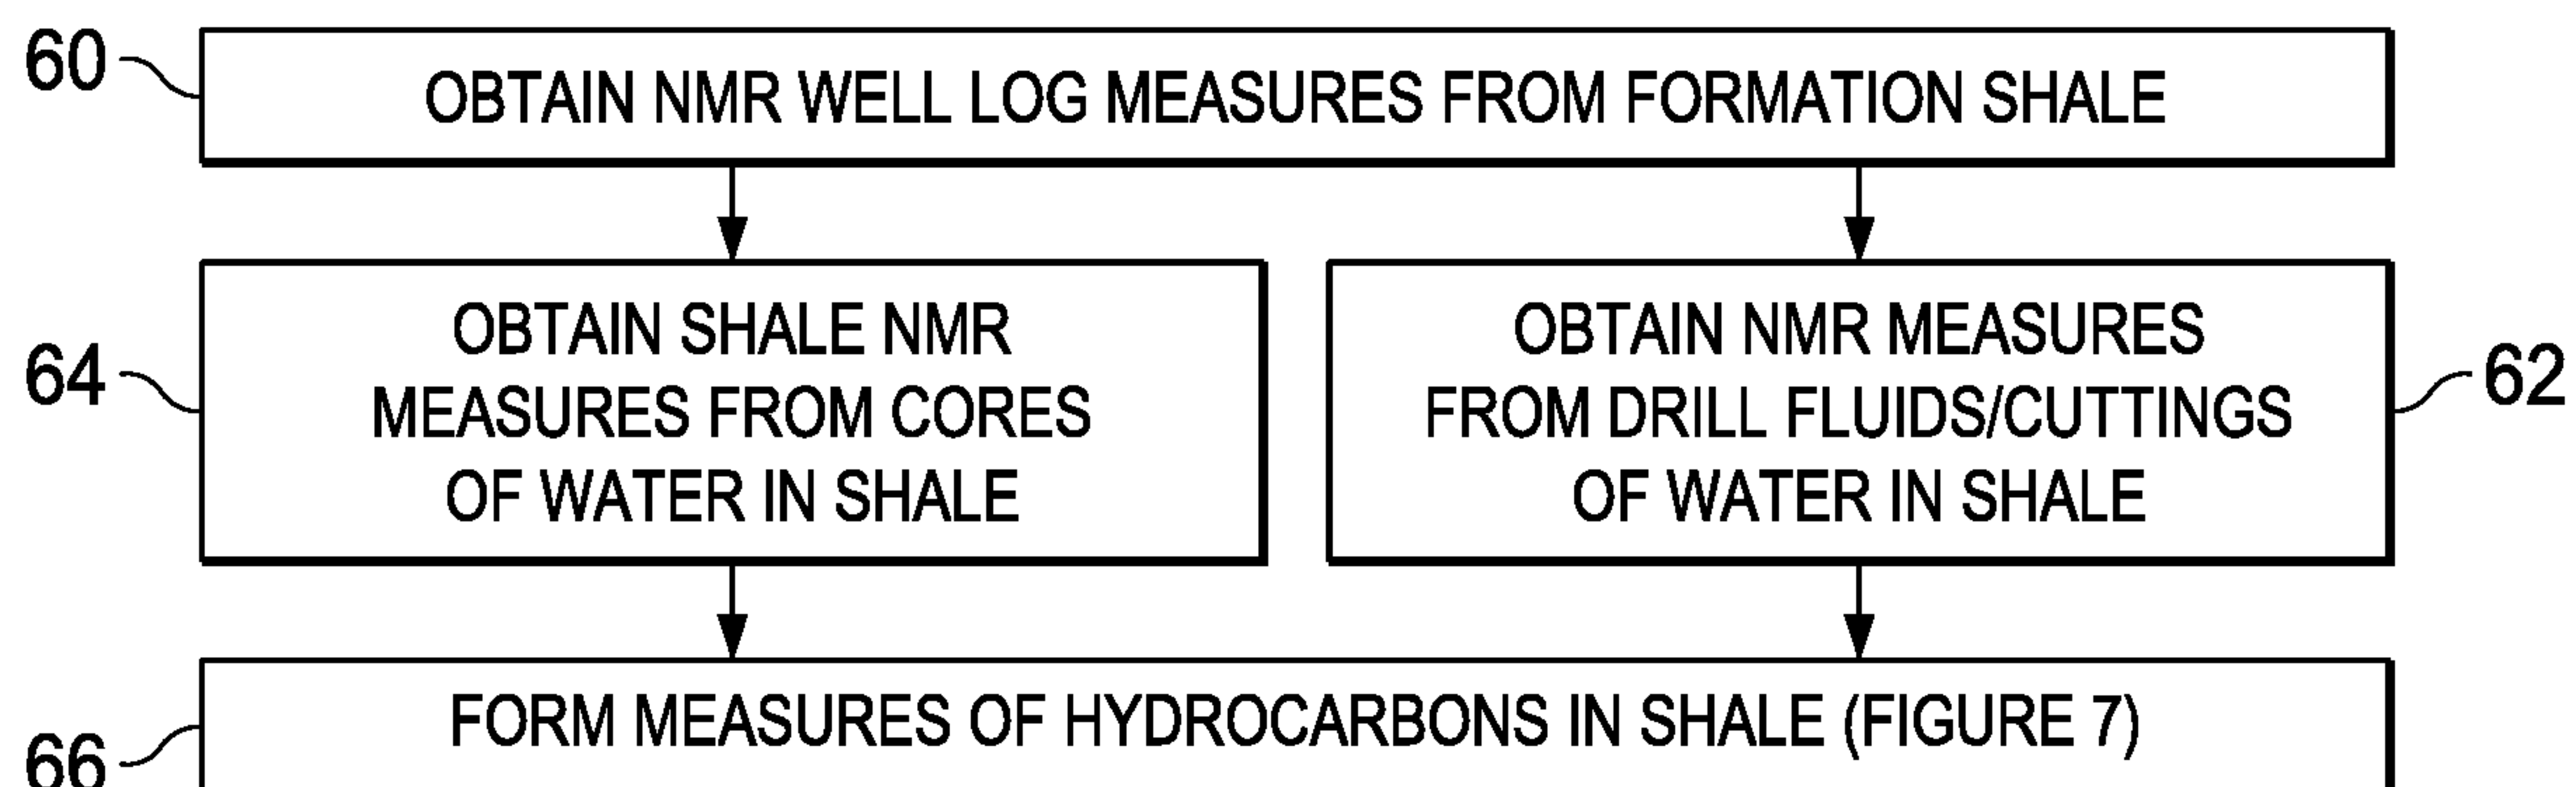 60
OBTAIN NMR WELL LOG MEASURES FROM FORMATION SHALE
64
OBTAIN SHALE NMR
MEASURES FROM CORES
OF WATER IN SHALE
OBTAIN NMR MEASURES
FROM DRILL FLUIDS/CUTTINGS
OF WATER IN SHALE
62
66
FORM MEASURES OF HYDROCARBONS IN SHALE (FIGURE 7)